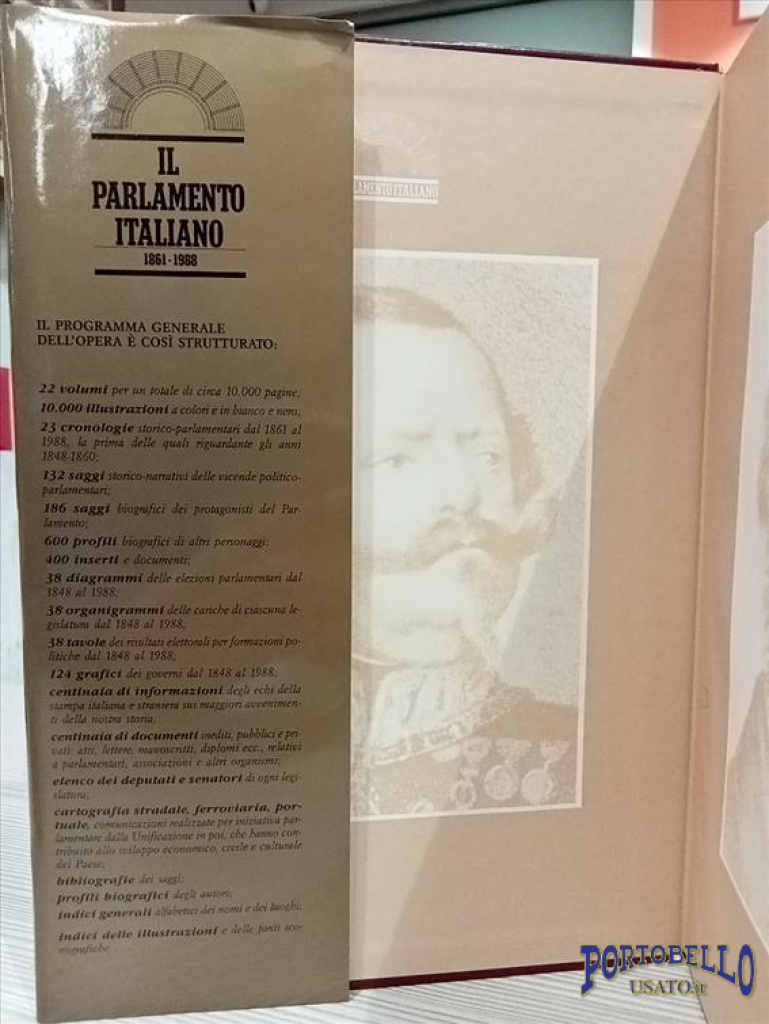 IL
PARLAMENTO
ITALIANO
1861-1988
IL PROGRAMMA GENERALE
DELL'OPERA È COSÌ STRUTTURATO:
22 volumi per un totale di circa 10.000 pagine;
10.000 illustrazioni a colori e in bianco e nero;
23 cronologie storico-parlamentari dal 1861 al
1988, la prima delle quali riguardante gli anni
1848-1860;
132 saggi storico-narrativi delle vicende politico-
parlamentari;
186 saggi biografici dei protagonisti del Par-
lamento;
600 profili biografici di altri personaggi;
400 inserti e documenti;
38 diagrammi delle elezioni parlamentari dal
1848 al 1988;
38 organigrammi delle cariche di ciascuna le-
gislatura dal 1848 al 1988;
38 tavole dei risultati elettorali per formazioni po-
litiche dal 1848 al 1988;
124 grafici dei governi dal 1848 al 1988;
centinaia di informazioni degli echi della
stampa italiana e straniera sui maggiori avvenimen-
ti della nostra storia;
centinaia di documenti inediti, pubblici e pri-
vati: atti, lettere, manoscritti, diplomi ecc., relativi
a parlamentari, associazioni e altri organismi;
elenco dei deputati e senatori di ogni legi-
slatura;
cartografia stradale, ferroviaria, por-
tuale, comunicazioni realizzate per iniziativa par-
lamentare dalla Unificazione in poi, che hanno con-
tribuito allo sviluppo economico, civile e culturale
del Paese;
bibliografie dei saggi;
profili biografici degli autori;
indici generali alfabetici dei nomi e dei luoghi;
indici delle illustrazioni e delle fonti ico-
nografiche
LAMENTO ITALIANO
PORTOBELLO
USATO.it